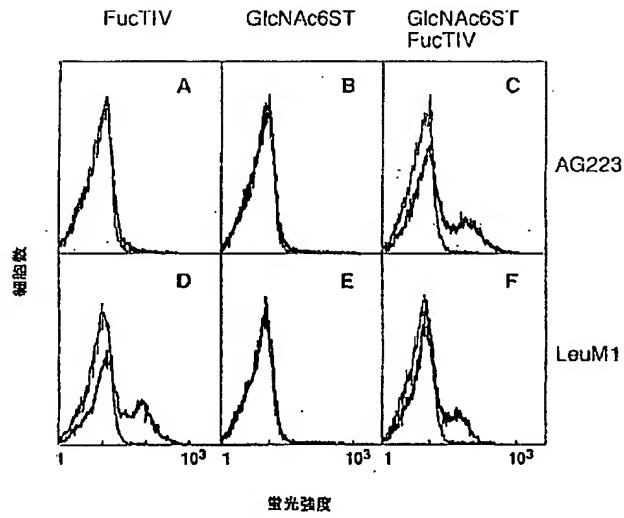 FucTIV
GlcNAc6ST
GlcNAc6ST
FucTIV
A
B
C
AG223
D
E
F
LeuM1
細胞数
1
10³
1
10³
1
10³
蛍光強度